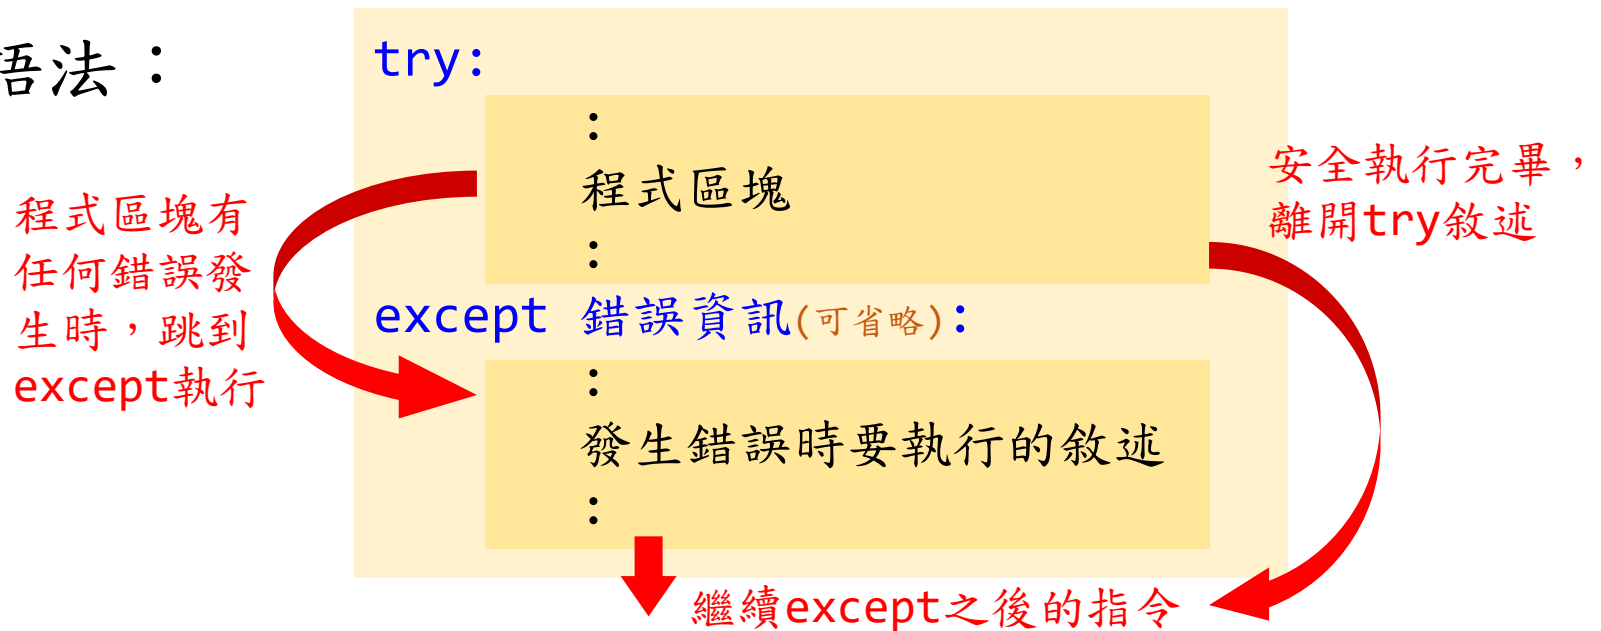 語法：
try:
:
程式區塊
:
except 錯誤資訊(可省略):
:
發生錯誤時要執行的敘述
:
程式區塊有
任何錯誤發
生時，跳到
except執行
安全執行完畢，
離開try敘述
繼續except之後的指令